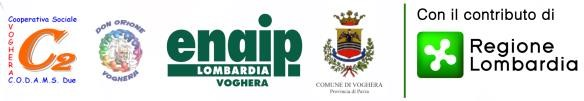 Cooperativa Sociale
VOGHERA
C2
C.O.D.A.M.S. Due
DON ORIONE
VOGHERA
enaip
LOMBARDIA
VOGHERA
COMUNE DI VOGHERA
Provincia di Pavia
Con il contributo di
Regione
Lombardia